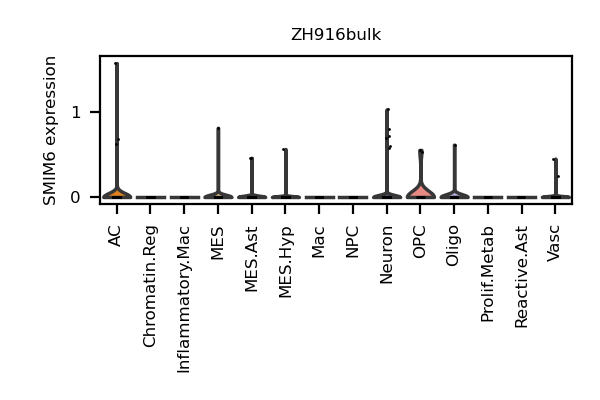 ZH916bulk
SMIM6 expression
1
0
AC
Chromatin.Reg
Inflammatory.Mac
MES
MES.Ast
MES.Hyp
Mac
NPC
Neuron
OPC
Oligo
Prolif.Metab
Reactive.Ast
Vasc